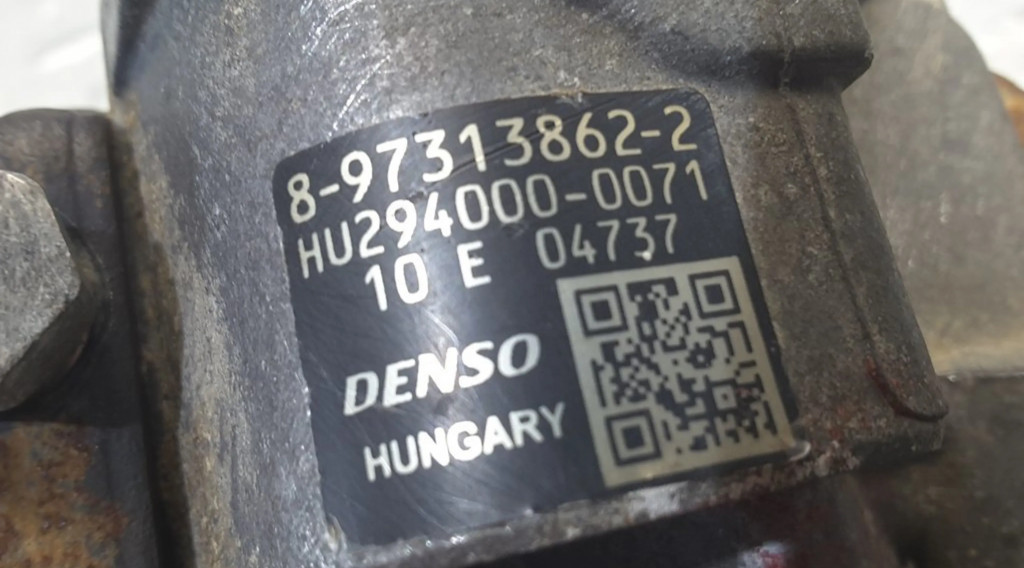 8-97313862-2
HU294000-0071
10 E 04737
DENSO
HUNGARY